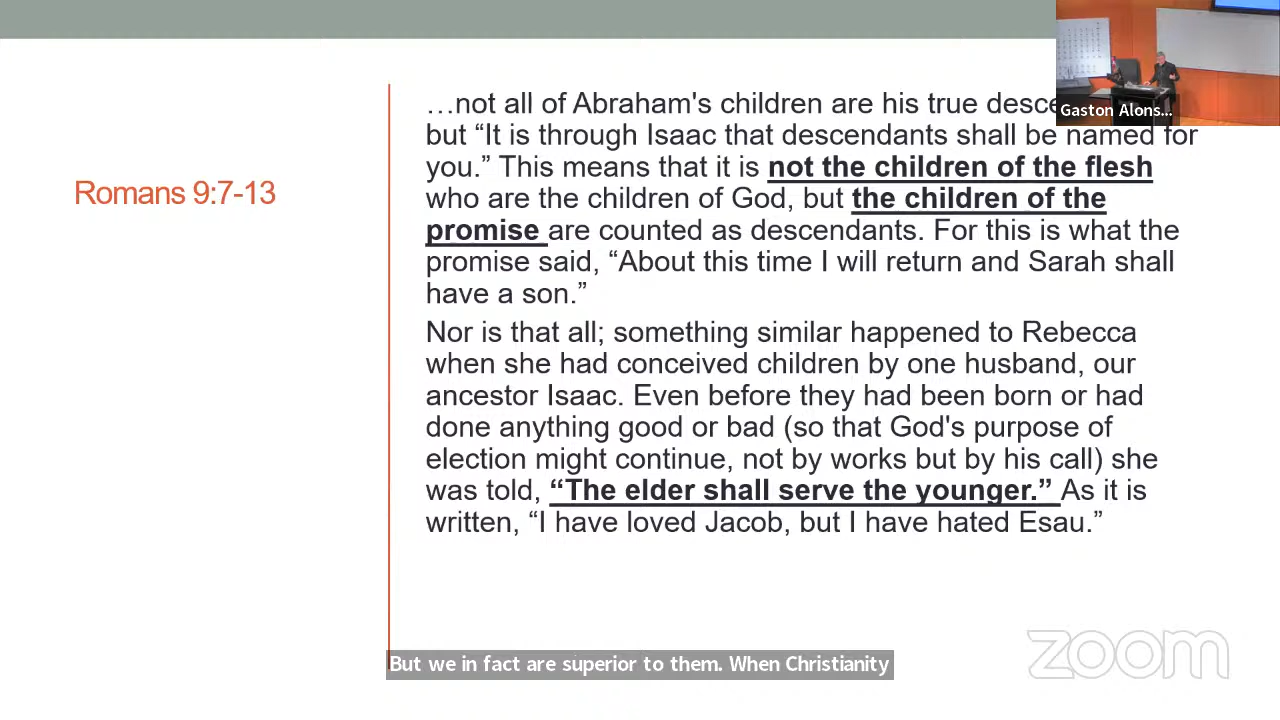 Romans 9:7-13
…not all of Abraham's children are his true
but “It is through Isaac that descendants shall be named for
you.” This means that it is not the children of the flesh
who are the children of God, but the children of the
promise are counted as descendants. For this is what the
promise said, “About this time I will return and Sarah shall
have a son.”
Nor is that all; something similar happened to Rebecca
when she had conceived children by one husband, our
ancestor Isaac. Even before they had been born or had
done anything good or bad (so that God's purpose of
election might continue, not by works but by his call) she
was told, “The elder shall serve the younger.” As it is
written, “I have loved Jacob, but I have hated Esau.”
Gaston Alons...
But we in fact are superior to them. When Christianity
zoom